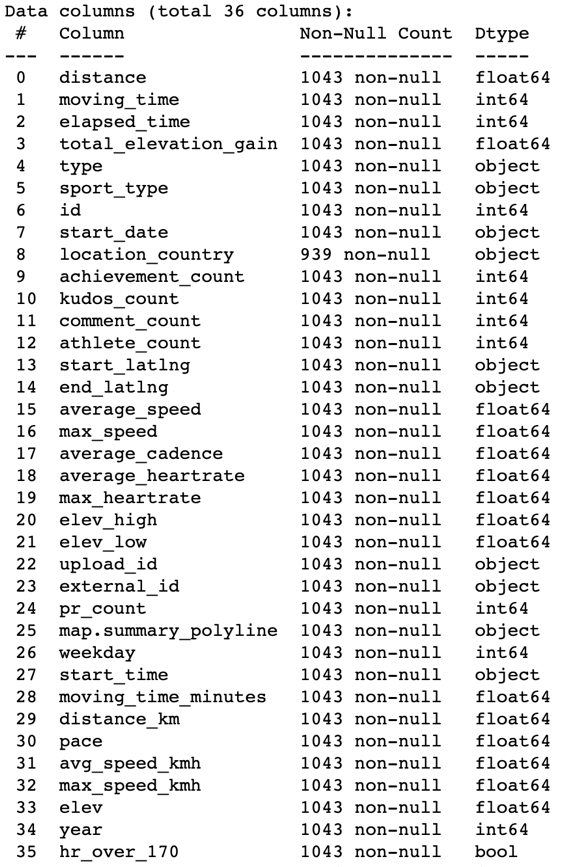 Data columns (total 36 columns):
 #   Column                Non-Null Count  Dtype
---  ------                --------------  -----
 0   distance              1043 non-null   float64
 1   moving_time           1043 non-null   int64
 2   elapsed_time          1043 non-null   int64
 3   total_elevation_gain  1043 non-null   float64
 4   type                  1043 non-null   object
 5   sport_type            1043 non-null   object
 6   id                    1043 non-null   int64
 7   start_date            1043 non-null   object
 8   location_country      939 non-null    object
 9   achievement_count     1043 non-null   int64
 10  kudos_count           1043 non-null   int64
 11  comment_count         1043 non-null   int64
 12  athlete_count         1043 non-null   int64
 13  start_latlng          1043 non-null   object
 14  end_latlng            1043 non-null   object
 15  average_speed         1043 non-null   float64
 16  max_speed             1043 non-null   float64
 17  average_cadence       1043 non-null   float64
 18  average_heartrate     1043 non-null   float64
 19  max_heartrate         1043 non-null   float64
 20  elev_high             1043 non-null   float64
 21  elev_low              1043 non-null   float64
 22  upload_id             1043 non-null   object
 23  external_id           1043 non-null   object
 24  pr_count              1043 non-null   int64
 25  map.summary_polyline  1043 non-null   object
 26  weekday               1043 non-null   int64
 27  start_time            1043 non-null   object
 28  moving_time_minutes   1043 non-null   float64
 29  distance_km           1043 non-null   float64
 30  pace                  1043 non-null   float64
 31  avg_speed_kmh         1043 non-null   float64
 32  max_speed_kmh         1043 non-null   float64
 33  elev                  1043 non-null   float64
 34  year                  1043 non-null   int64
 35  hr_over_170           1043 non-null   bool